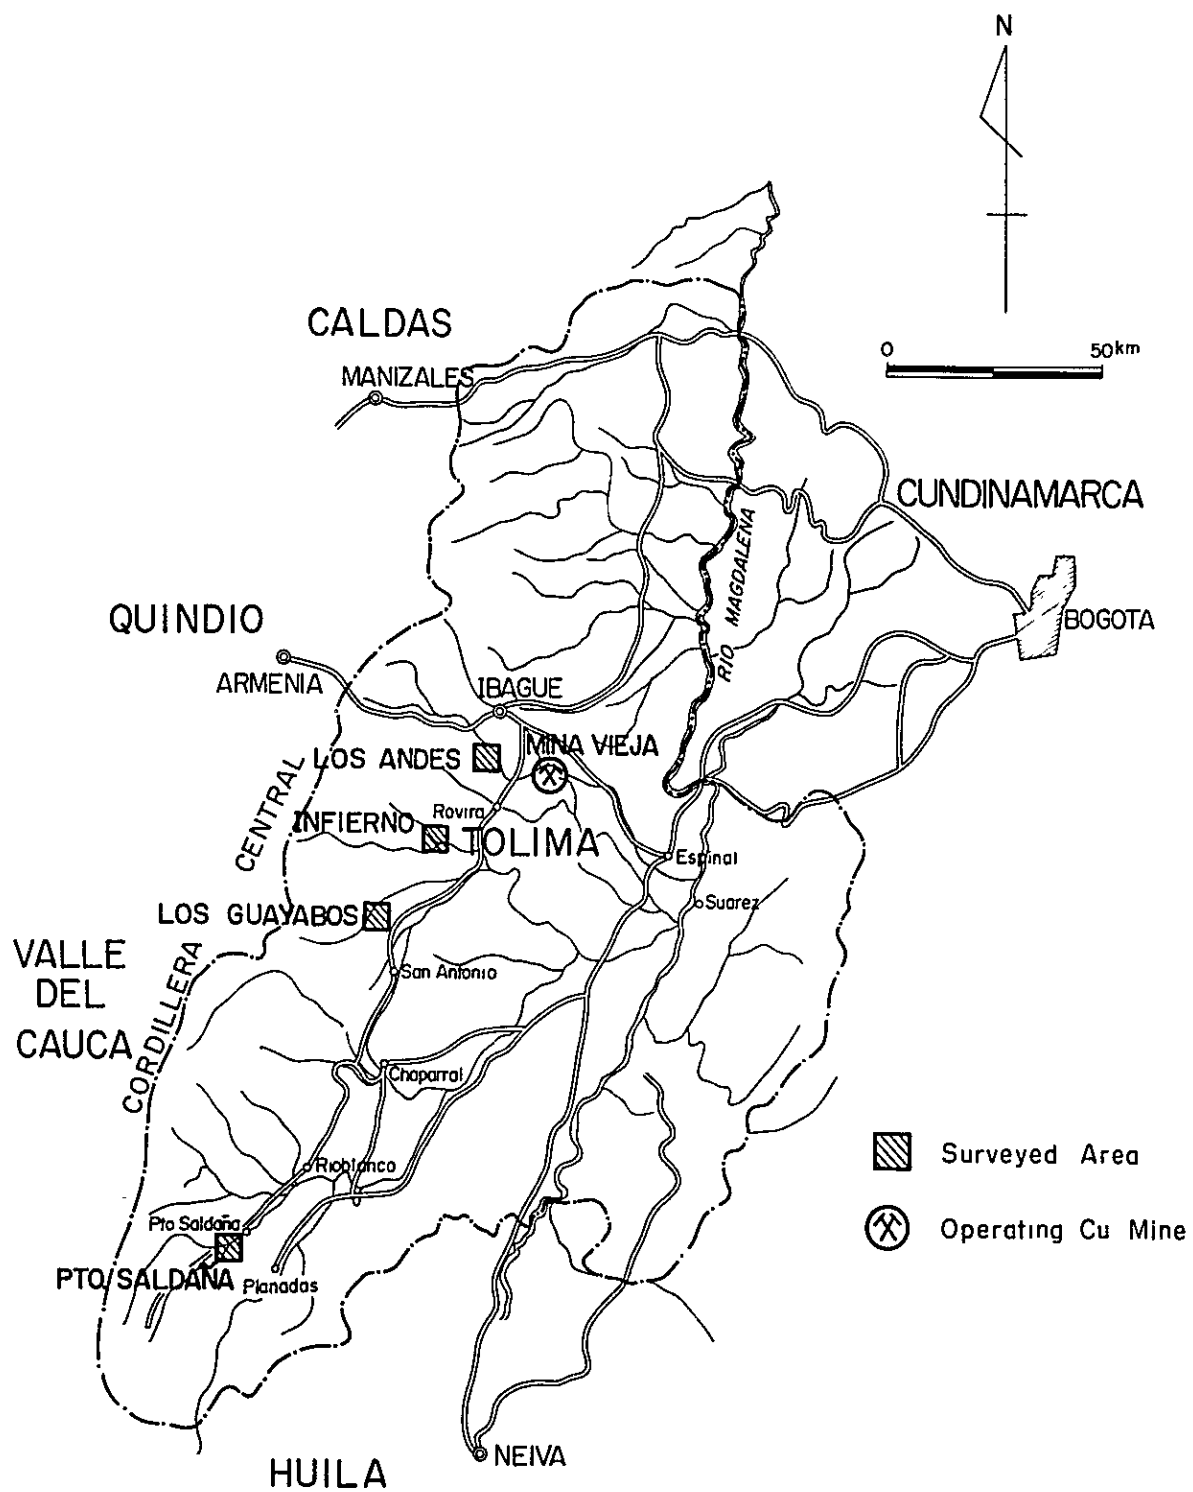 N
CALDAS
0 50km
MANIZALES
CUNDINAMARCA
RIO MAGDALENA
QUINDIO
BOGOTA
ARMENIA
IBAGUE
MINA VIEJA
LOS ANDES
CENTRAL
Rovira
INFIERNO
TOLIMA
Espinal
Suarez
LOS GUAYABOS
VALLE
DEL
CAUCA
CORDILLERA
San Antonio
Chaparral
Surveyed Area
Rioblanco
Pto Saldaña
Operating Cu Mine
PTO/SALDAÑA
Planadas
NEIVA
HUILA